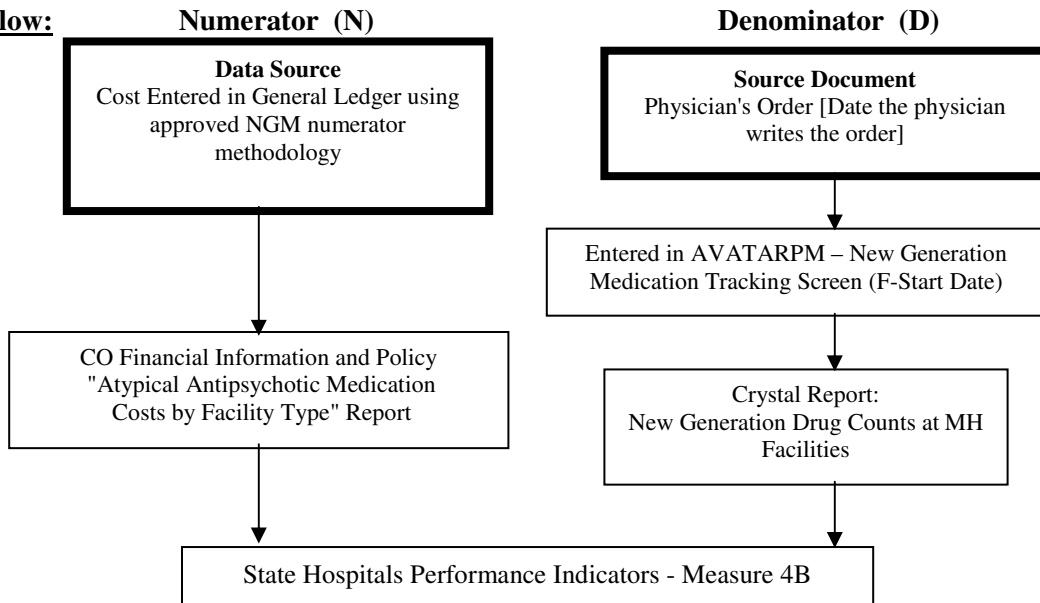 low:
Numerator (N)
Denominator (D)
Data Source
Cost Entered in General Ledger using
approved NGM numerator
methodology
Source Document
Physician's Order [Date the physician
writes the order]
Entered in AVATARPM – New Generation
Medication Tracking Screen (F-Start Date)
CO Financial Information and Policy
"Atypical Antipsychotic Medication
Costs by Facility Type" Report
Crystal Report:
New Generation Drug Counts at MH
Facilities
State Hospitals Performance Indicators - Measure 4B